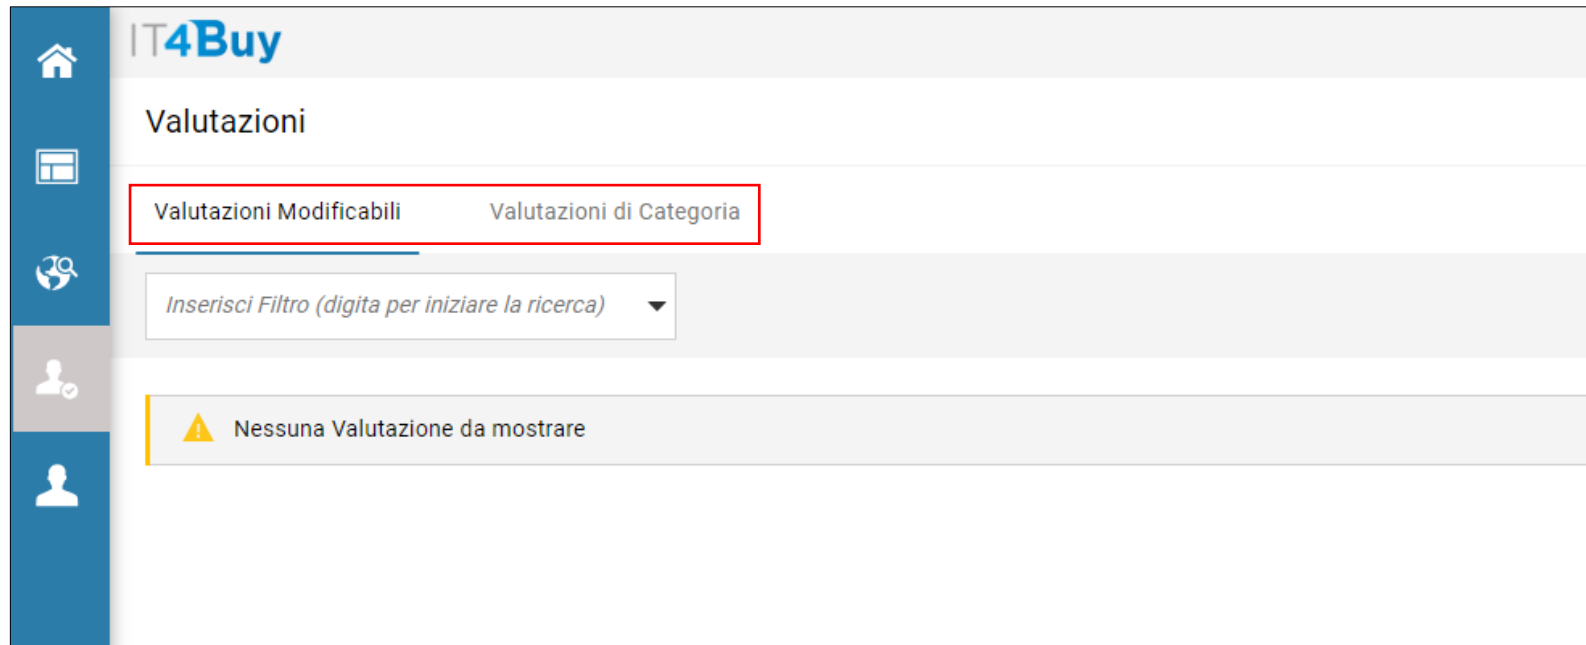 IT4Buy
Valutazioni
Valutazioni Modificabili Valutazioni di Categoria
Inserisci Filtro (digita per iniziare la ricerca)
Nessuna Valutazione da mostrare